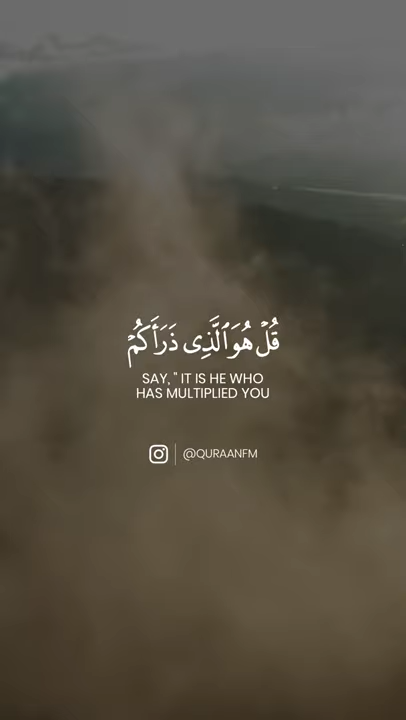 قُلْ هُوَ ٱلَّذِى ذَرَأَكُمْ
SAY, " IT IS HE WHO
HAS MULTIPLIED YOU
@QURAANFM